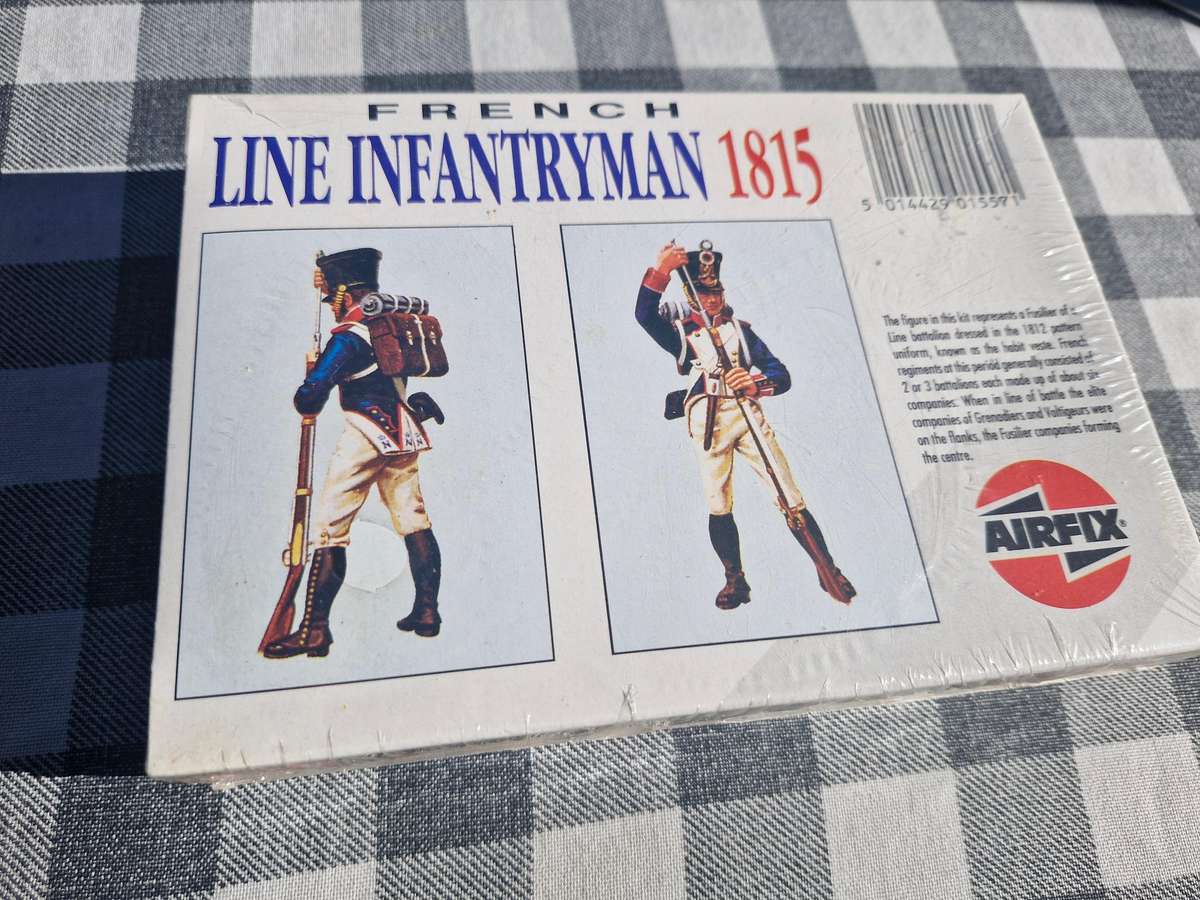 FRENCH
LINE INFANTRYMAN 1815
5 014429 015571
The figure in this kit represents a Fusilier of a
Line battalion dressed in the 1812 pattern
uniform, known as the habit veste. French
regiments at this period generally consisted of
2 or 3 battalions each made up of about six
companies. When in line of battle the elite
companies of Grenadiers and Voltigeurs were
on the flanks, the Fusilier companies forming
the centre.
AIRFIX®